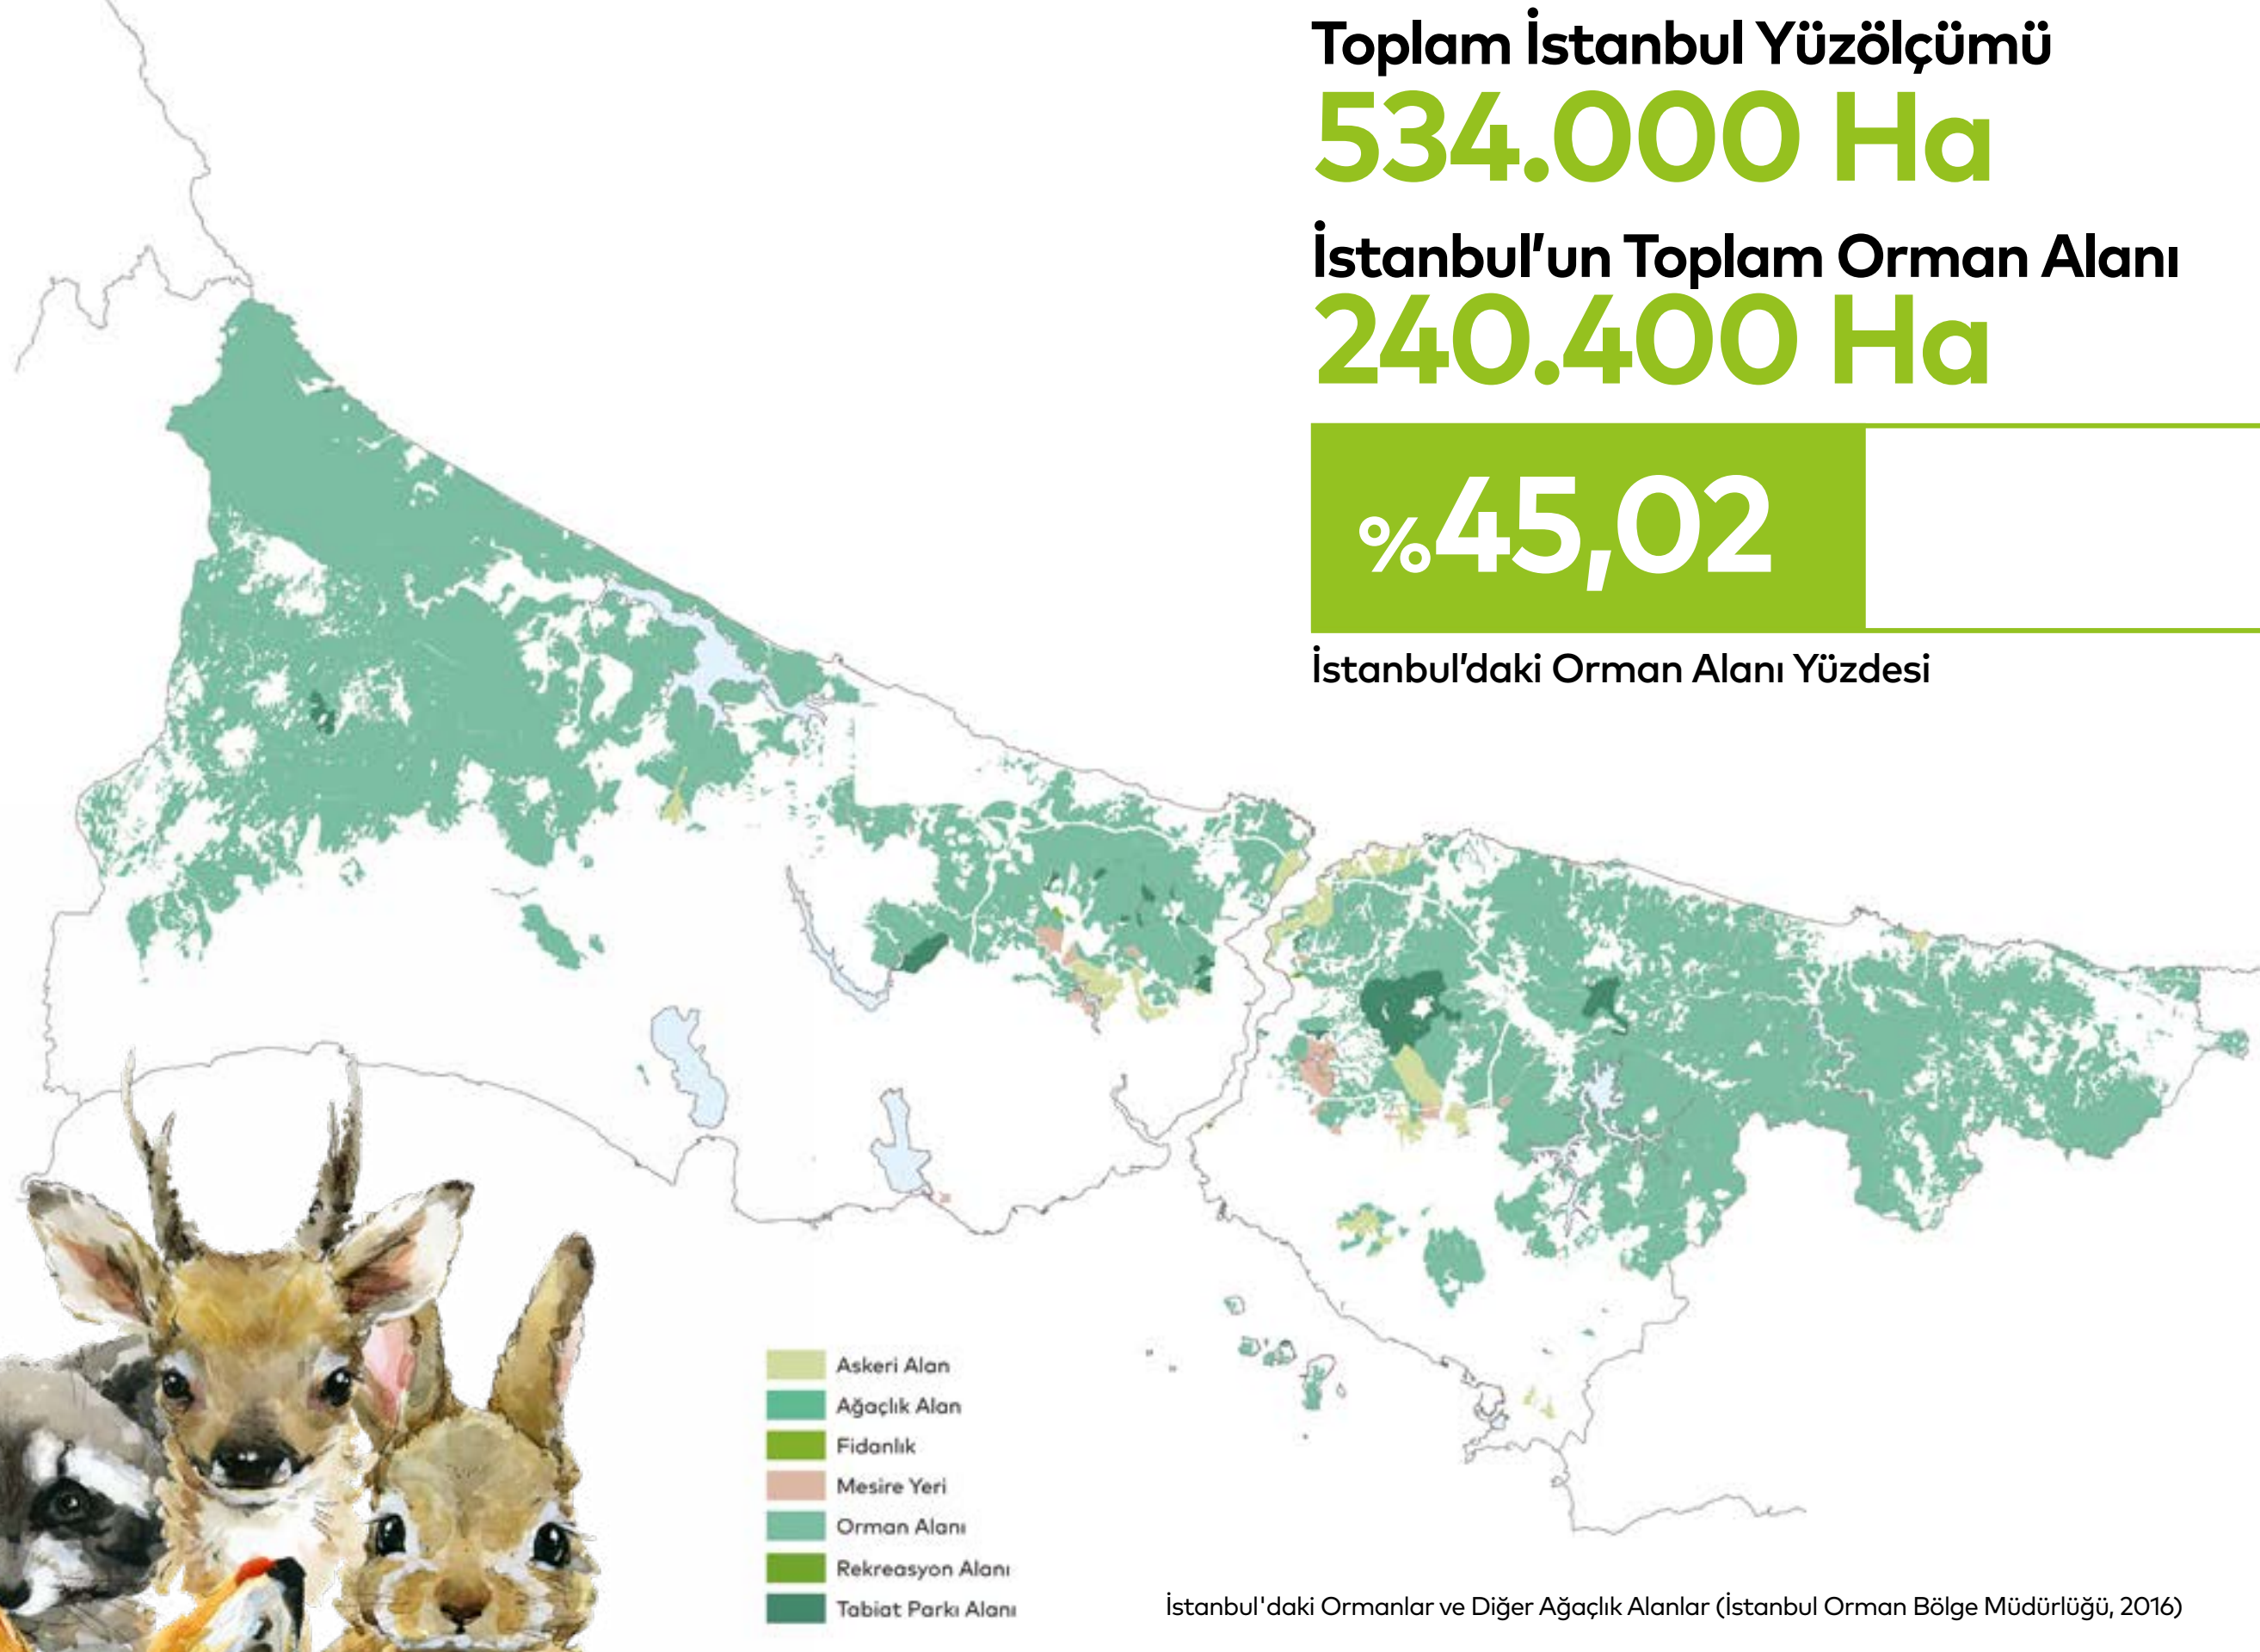 Toplam İstanbul Yüzölçümü
534.000 Ha
İstanbul'un Toplam Orman Alanı
240.400 Ha
%45,02
İstanbul'daki Orman Alanı Yüzdesi
Askeri Alan
Ağaçlık Alan
Fidanlık
Mesire Yeri
Orman Alanı
Rekreasyon Alanı
Tabiat Parkı Alanı
İstanbul'daki Ormanlar ve Diğer Ağaçlık Alanlar (İstanbul Orman Bölge Müdürlüğü, 2016)